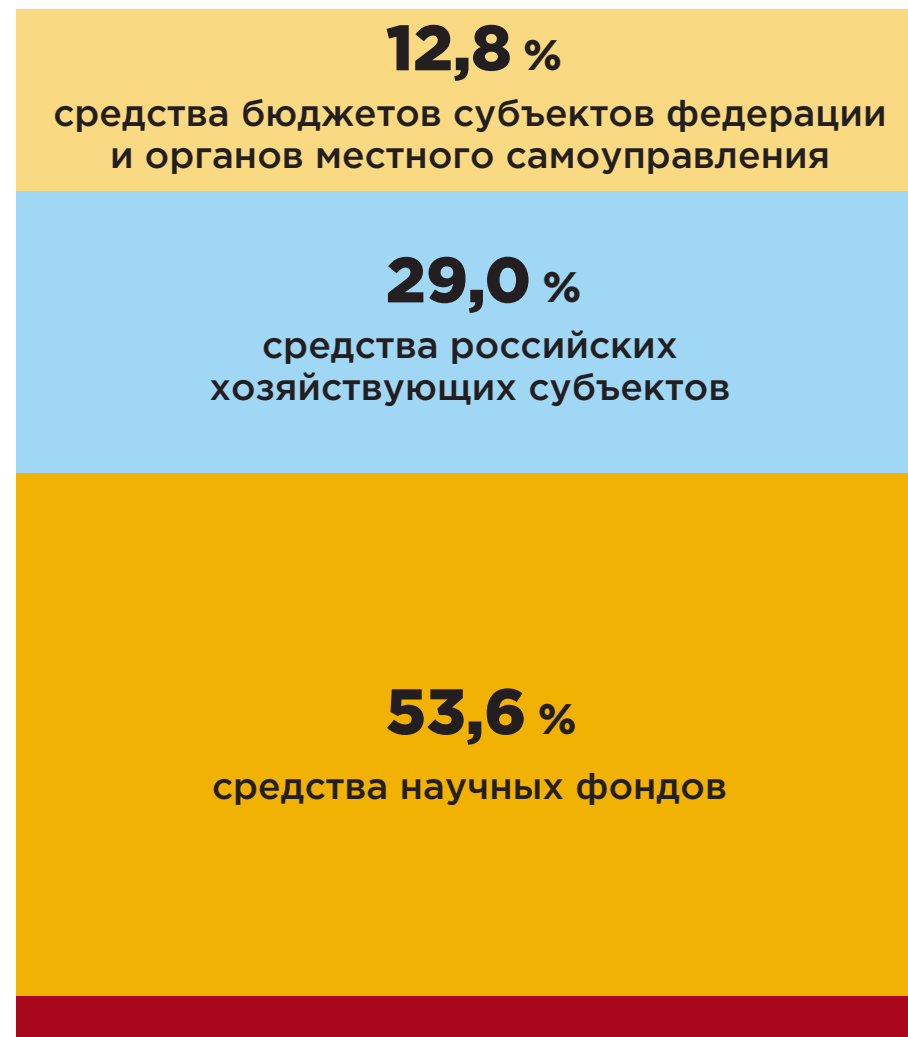 12,8 %
средства бюджетов субъектов федерации
и органов местного самоуправления
29,0 %
средства российских
хозяйствующих субъектов
53,6 %
средства научных фондов